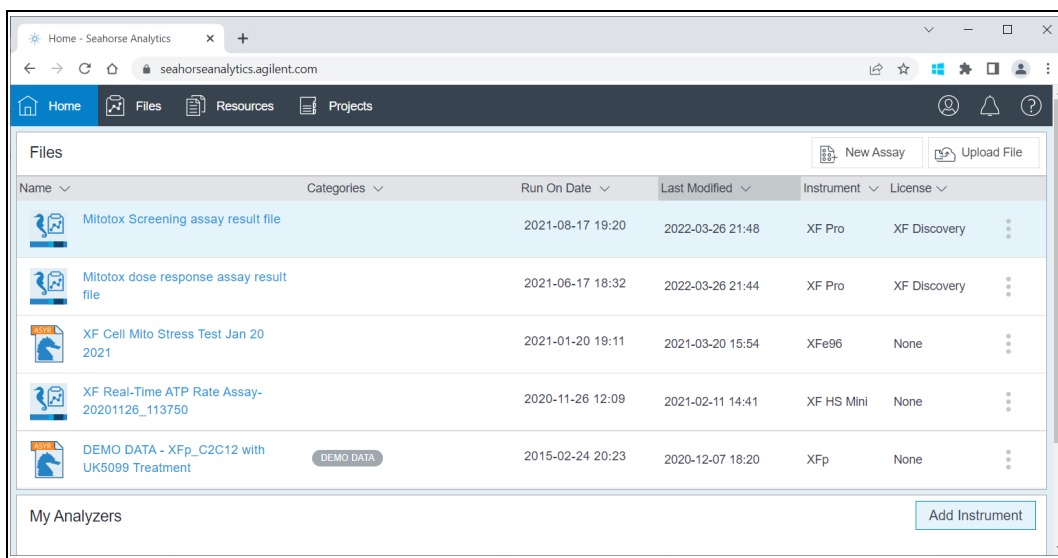 Home - Seahorse Analytics
seahorseanalytics.agilent.com
Home Files Resources Projects
Files New Assay Upload File
Name Categories Run On Date Last Modified Instrument License
Mitotox Screening assay result file 2021-08-17 19:20 2022-03-26 21:48 XF Pro XF Discovery
Mitotox dose response assay result
file 2021-06-17 18:32 2022-03-26 21:44 XF Pro XF Discovery
ASYR XF Cell Mito Stress Test Jan 20
2021 2021-01-20 19:11 2021-03-20 15:54 XFe96 None
XF Real-Time ATP Rate Assay-
20201126_113750 2020-11-26 12:09 2021-02-11 14:41 XF HS Mini None
ASYR DEMO DATA - XFp_C2C12 with
UK5099 Treatment DEMO DATA 2015-02-24 20:23 2020-12-07 18:20 XFp None
My Analyzers Add Instrument